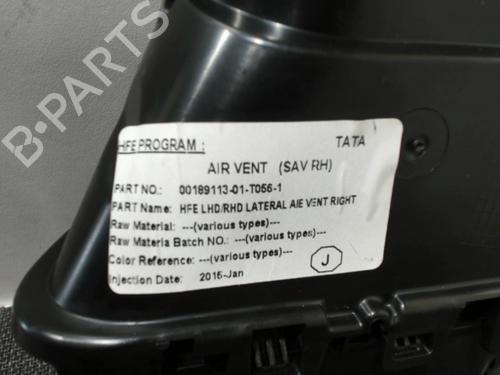 HFE PROGRAM : TATA
AIR VENT (SAV RH)
PART NO.: 00189113-01-T056-1
PART Name: HFE LHD/RHD LATERAL AIE VENT RIGHT
Raw Material: ---(various types)---
Raw Materia Batch NO.: ---(various types)---
Color Reference: ---(various types)---
J
Injection Date: 2016-Jan
B-PARTS